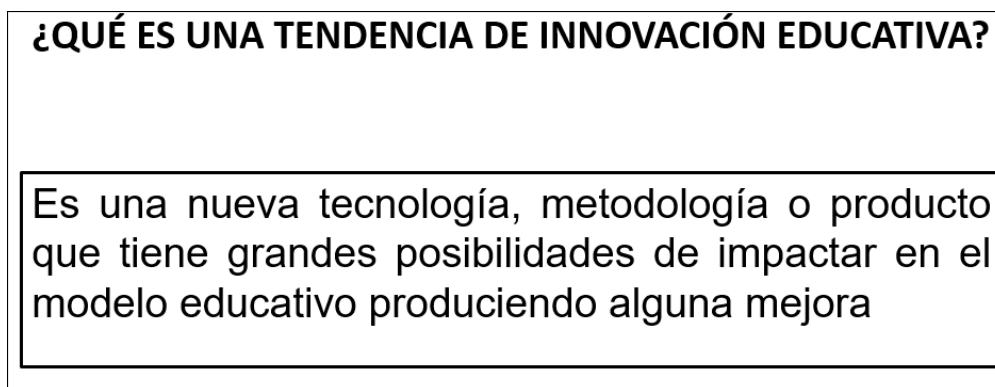 ¿QUÉ ES UNA TENDENCIA DE INNOVACIÓN EDUCATIVA?
Es una nueva tecnología, metodología o producto
que tiene grandes posibilidades de impactar en el
modelo educativo produciendo alguna mejora